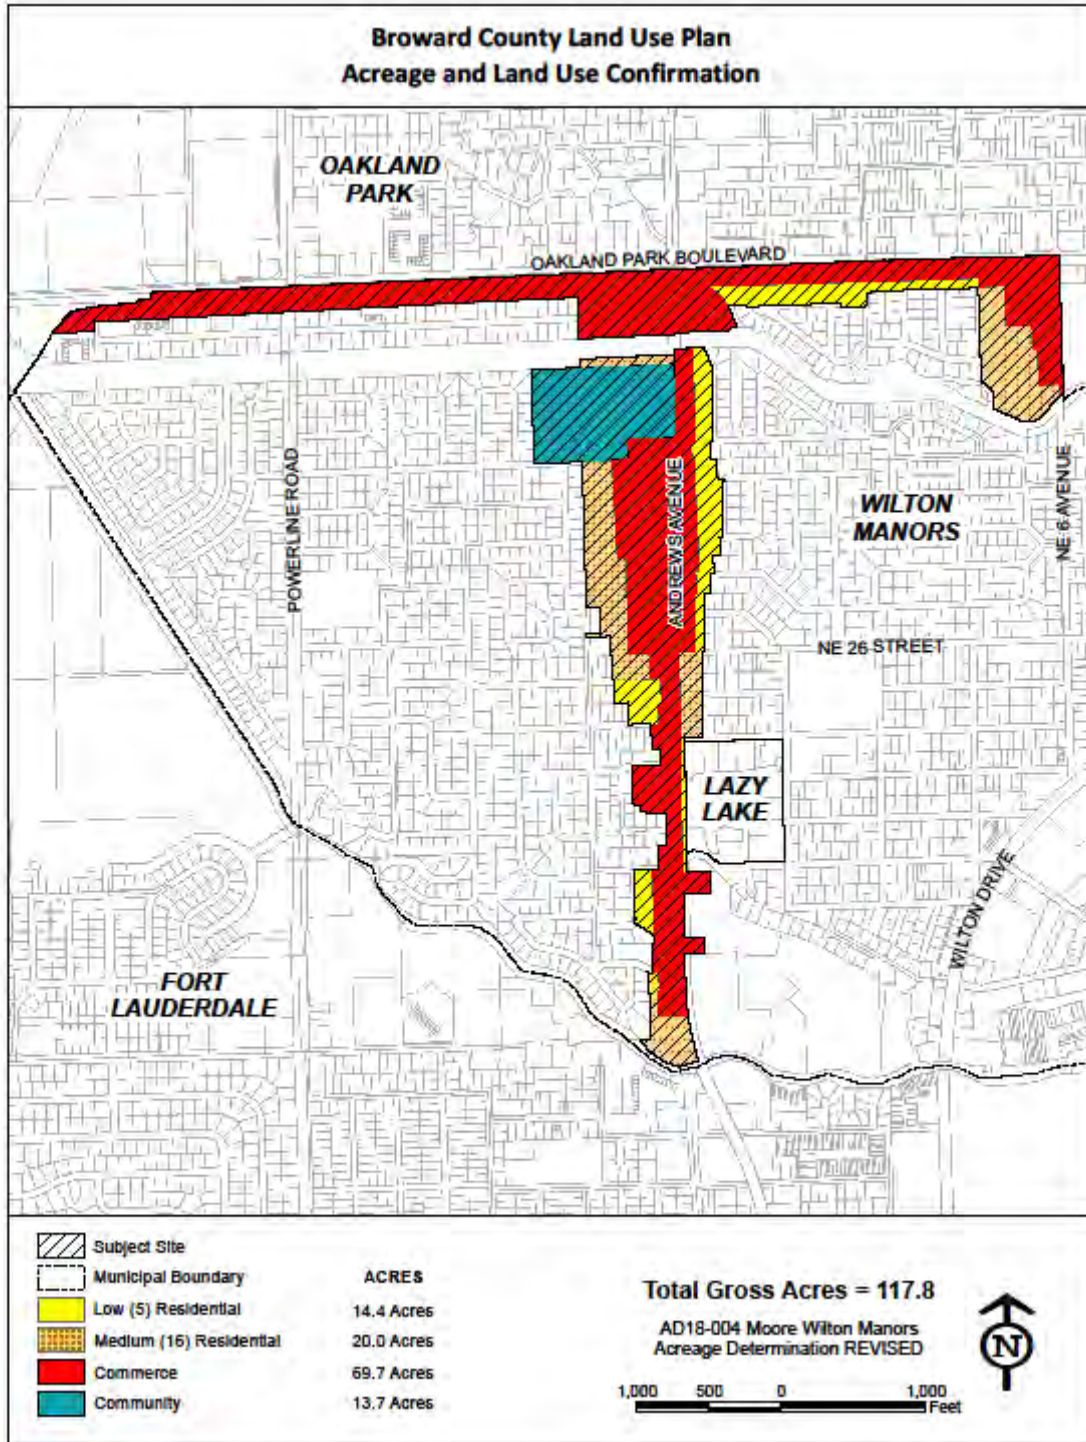 Broward County Land Use Plan
Acreage and Land Use Confirmation
OAKLAND
PARK
OAKLAND PARK BOULEVARD
POWERLINE ROAD
ANDREWS AVENUE
WILTON
MANORS
NE 6 AVENUE
NE 26 STREET
LAZY
LAKE
WILTON DRIVE
FORT
LAUDERDALE
Subject Site
Municipal Boundary
ACRES
Low (5) Residential 14.4 Acres
Medium (16) Residential 20.0 Acres
Commerce 69.7 Acres
Community 13.7 Acres
Total Gross Acres = 117.8
AD18-004 Moore Wilton Manors
Acreage Determination REVISED
N
1,000 500 0 1,000
Feet